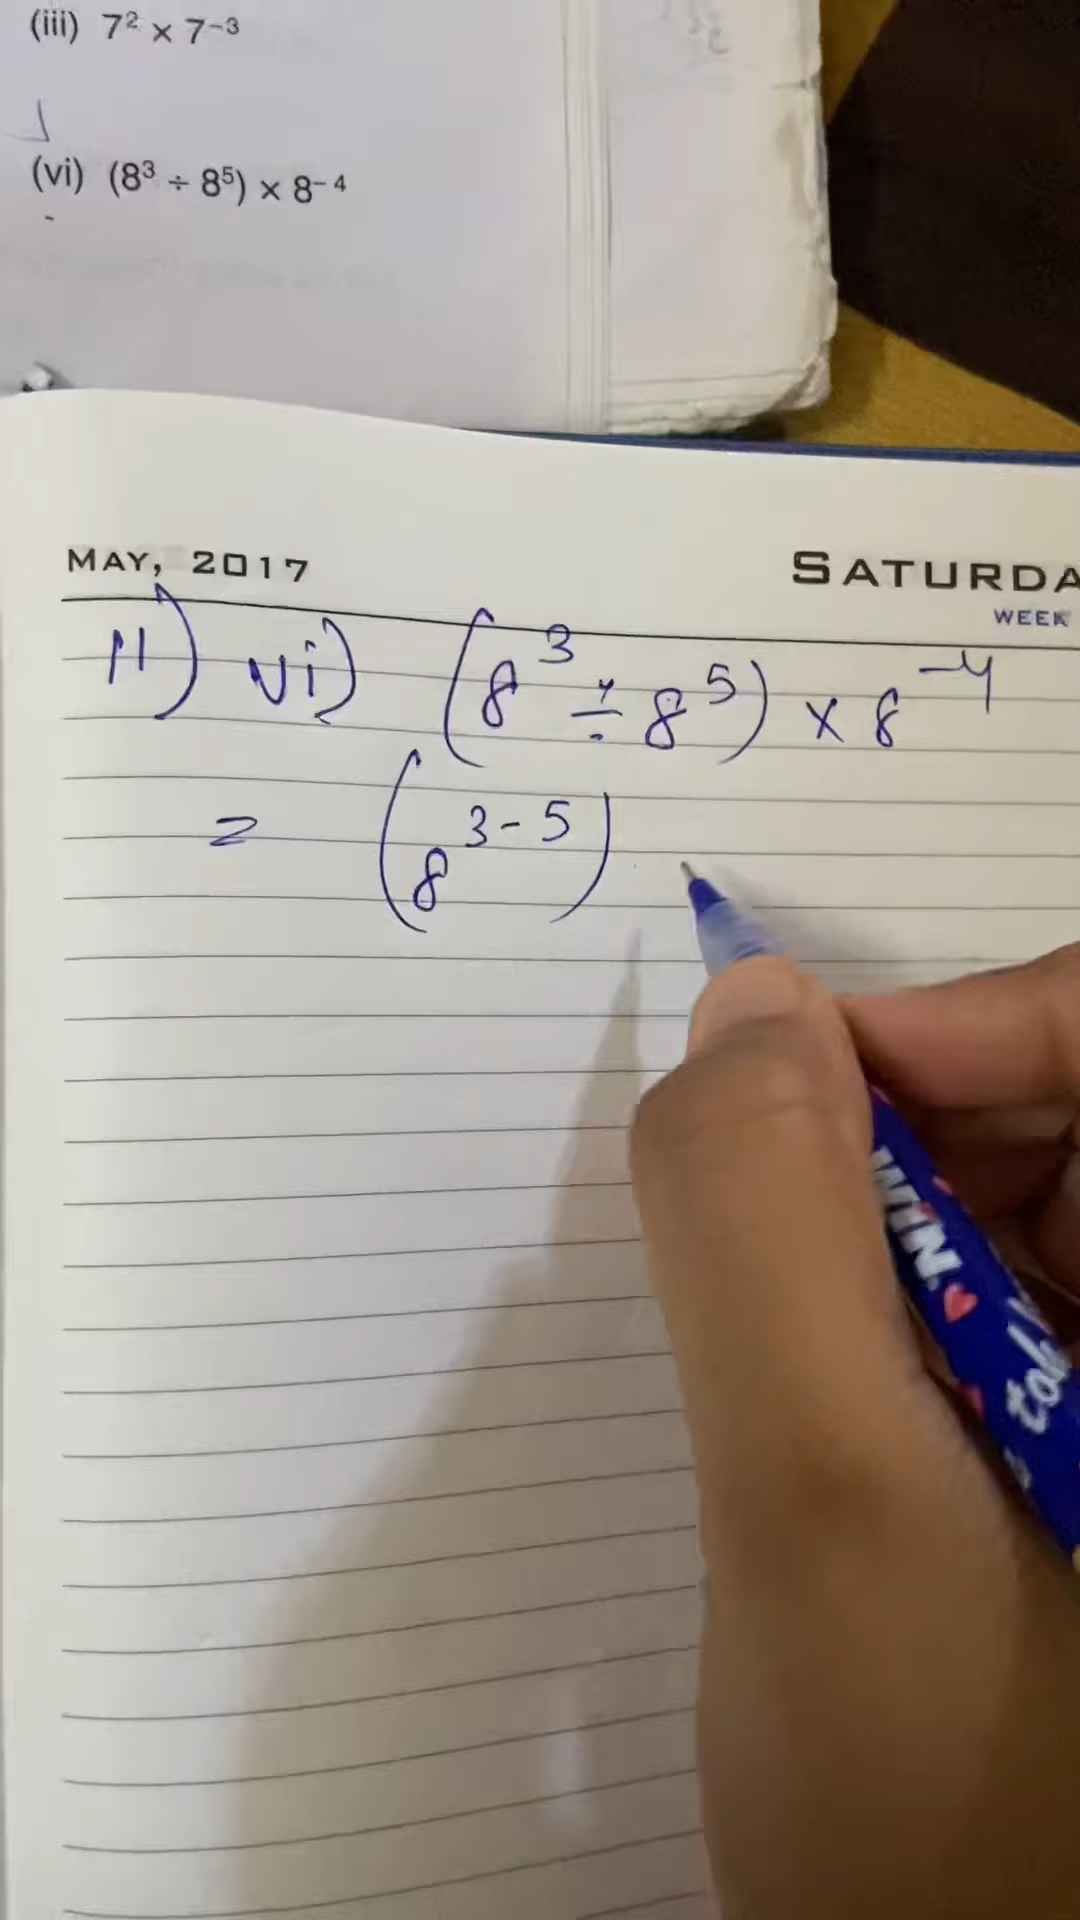 (iii) 7² × 7⁻³
(vi) (8³ ÷ 8⁵) × 8⁻⁴
MAY, 2017 SATURDA
WEEK
11) vi) (8³ ÷ 8⁵) × 8⁻⁴
= (8³⁻⁵)
WIN